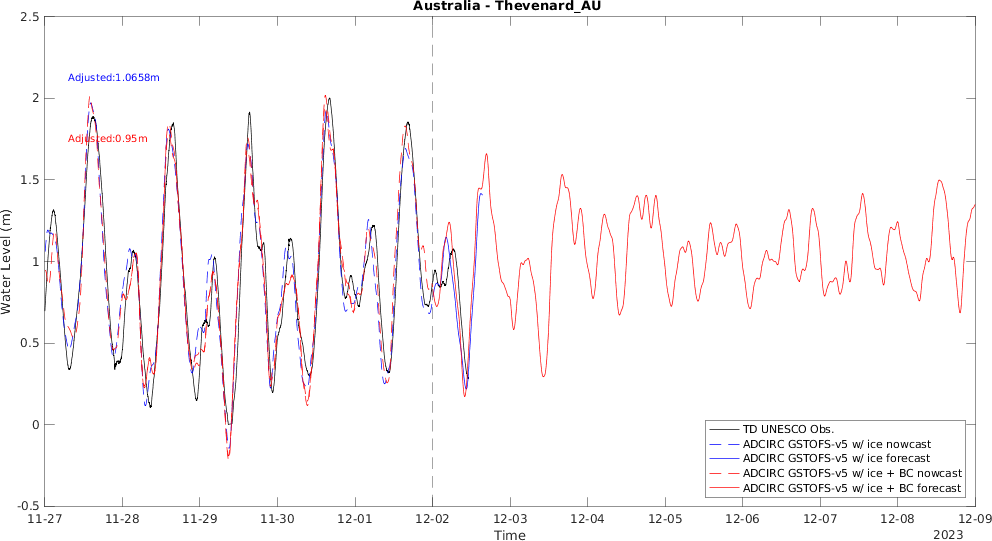 Australia - Thevenard_AU
2.5
2
1.5
1
0.5
0
-0.5
Water Level (m)
Adjusted:1.0658m
Adjusted:0.95m
TD UNESCO Obs.
ADCIRC GSTOFS-v5 w/ ice nowcast
ADCIRC GSTOFS-v5 w/ ice forecast
ADCIRC GSTOFS-v5 w/ ice + BC nowcast
ADCIRC GSTOFS-v5 w/ ice + BC forecast
11-27 11-28 11-29 11-30 12-01 12-02 12-03 12-04 12-05 12-06 12-07 12-08 12-09
Time
2023